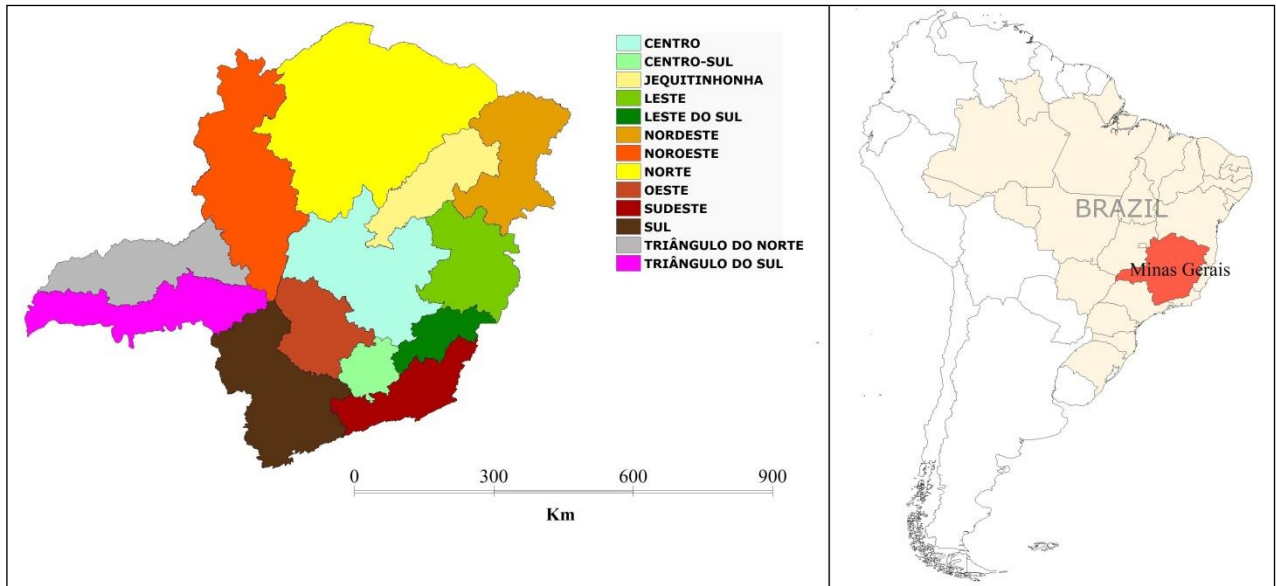 CENTRO
CENTRO-SUL
JEQUITINHONHA
LESTE
LESTE DO SUL
NORDESTE
NOROESTE
NORTE
OESTE
SUDESTE
SUL
TRIÂNGULO DO NORTE
TRIÂNGULO DO SUL
0 300 600 900
Km
BRAZIL
Minas Gerais